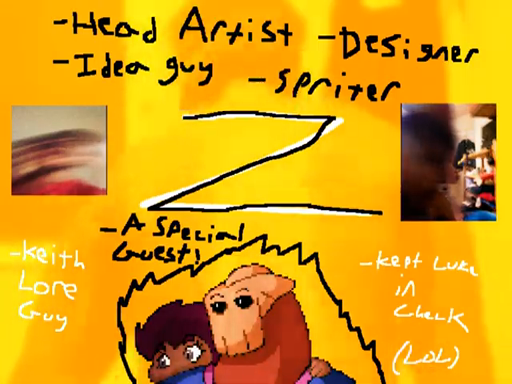 -Head Artist -Designer
-Idea guy -Spriter
Z
-A SPecial
Guest!
-Keith
Lore
Guy
-Kept Luke
in
Check
(LOL)